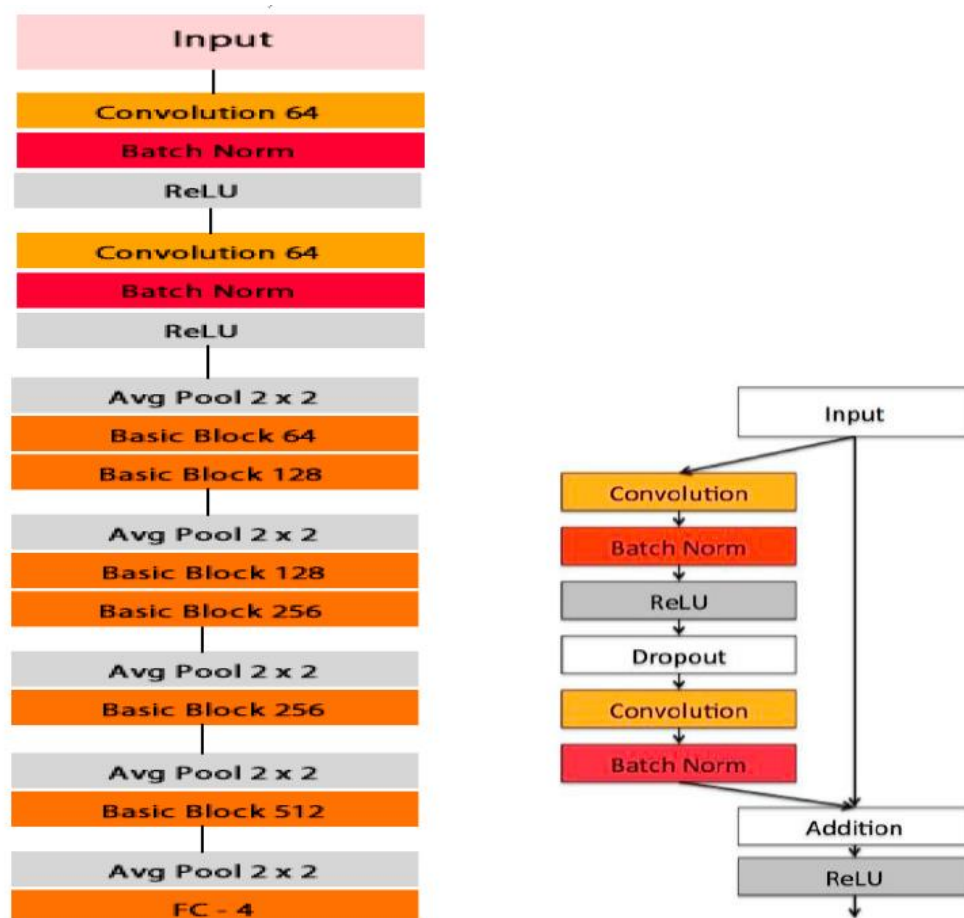 Input
Convolution 64
Batch Norm
ReLU
Convolution 64
Batch Norm
ReLU
Avg Pool 2 x 2
Basic Block 64
Basic Block 128
Avg Pool 2 x 2
Basic Block 128
Basic Block 256
Avg Pool 2 x 2
Basic Block 256
Avg Pool 2 x 2
Basic Block 512
Avg Pool 2 x 2
FC - 4
Input
Convolution
Batch Norm
ReLU
Dropout
Convolution
Batch Norm
Addition
ReLU